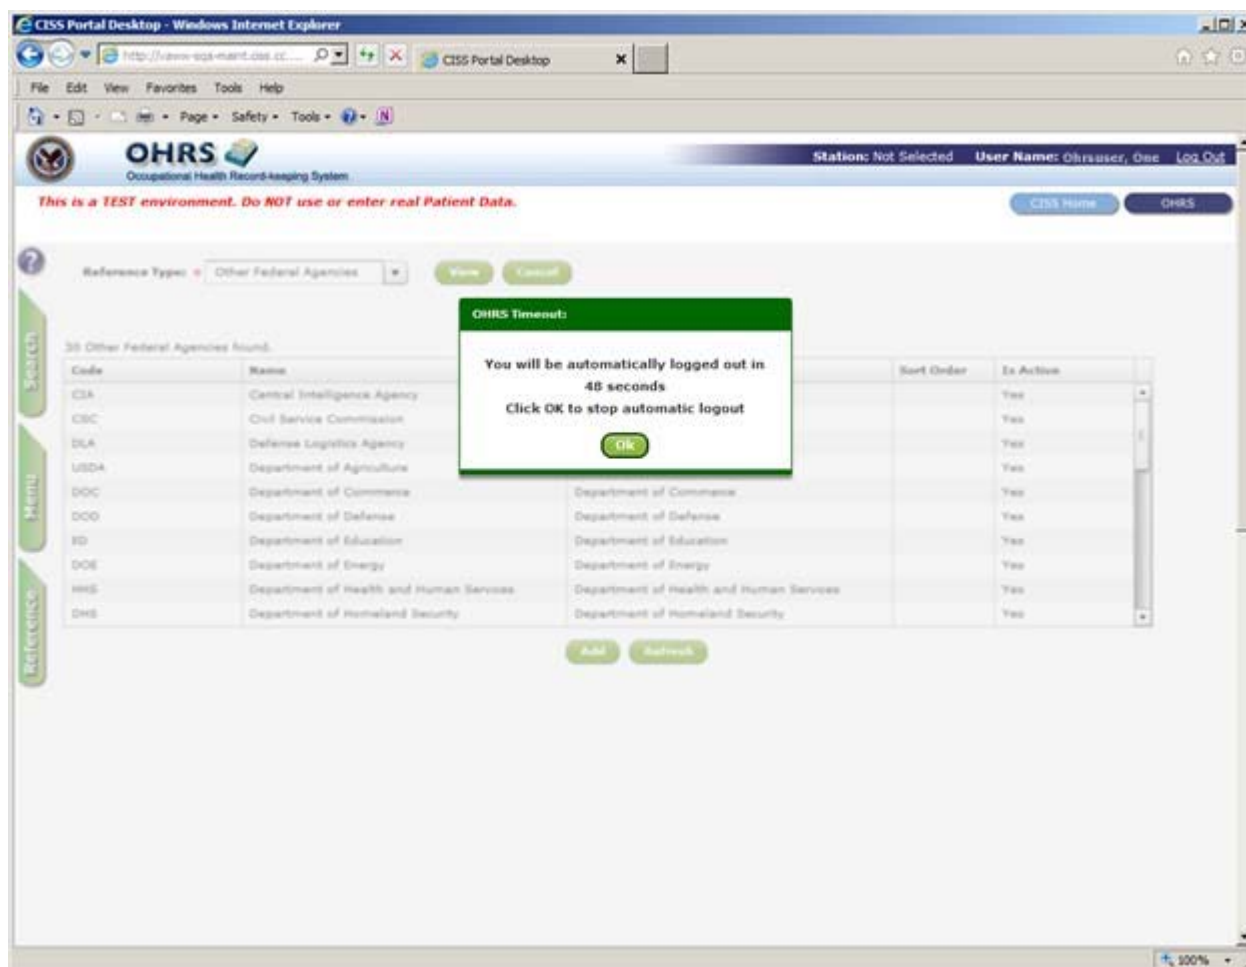 CISS Portal Desktop - Windows Internet Explorer
CISS Portal Desktop
File Edit View Favorites Tools Help
Page Safety Tools
OHRS
Occupational Health Record-keeping System
Station: Not Selected User Name: Ohrsuser, One Log Out
This is a TEST environment. Do NOT use or enter real Patient Data.
CISS Home OHRS
Reference Type: * Other Federal Agencies View Cancel
Search
Menu
Reference
OHRS Timeout:
You will be automatically logged out in
48 seconds
Click OK to stop automatic logout
Ok
30 Other Federal Agencies found.
Code Name Sort Order Is Active
CIA Central Intelligence Agency Yes
CSC Civil Service Commission Yes
DLA Defense Logistics Agency Yes
USDA Department of Agriculture Yes
DOC Department of Commerce Department of Commerce Yes
DOD Department of Defense Department of Defense Yes
ED Department of Education Department of Education Yes
DOE Department of Energy Department of Energy Yes
HHS Department of Health and Human Services Department of Health and Human Services Yes
DHS Department of Homeland Security Department of Homeland Security Yes
Add Refresh
100%